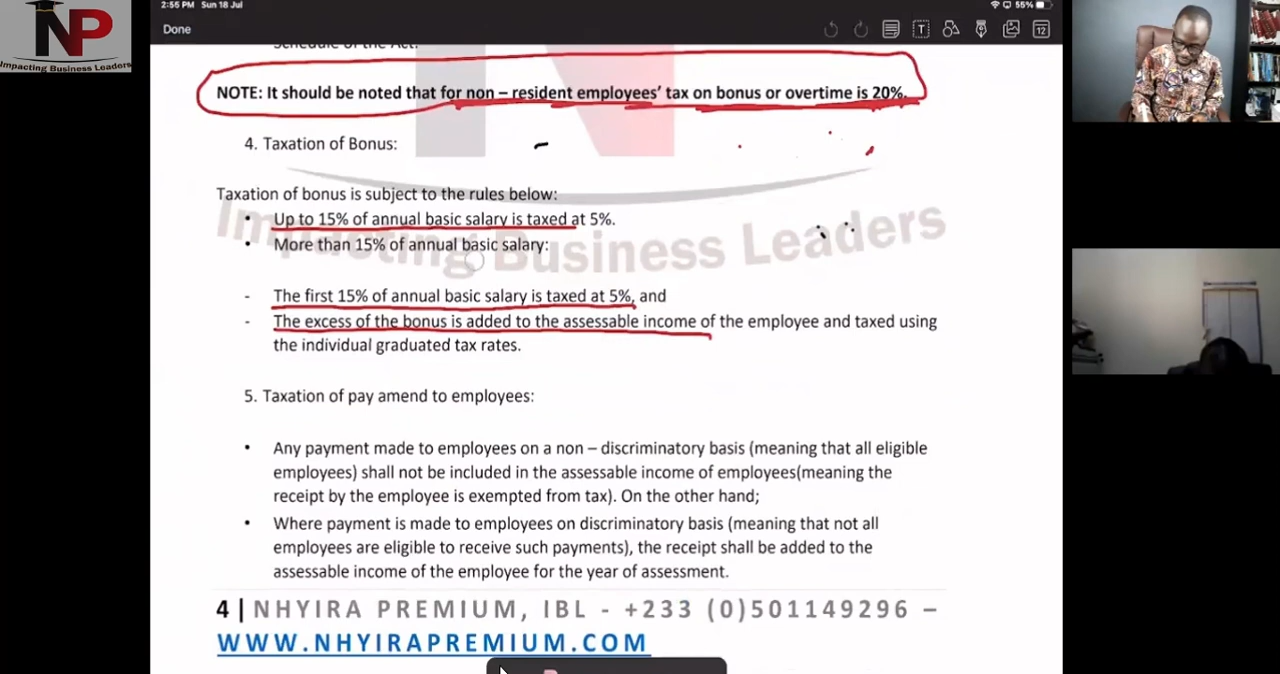 2:55 PM Sun 18 Jul
55%
Done
T
12
NP
Impacting Business Leaders
Schedule of the Act.
NOTE: It should be noted that for non – resident employees’ tax on bonus or overtime is 20%.
4. Taxation of Bonus:
Taxation of bonus is subject to the rules below:
• Up to 15% of annual basic salary is taxed at 5%.
• More than 15% of annual basic salary:
Impacting Business Leaders
- The first 15% of annual basic salary is taxed at 5%, and
- The excess of the bonus is added to the assessable income of the employee and taxed using
the individual graduated tax rates.
5. Taxation of pay amend to employees:
• Any payment made to employees on a non – discriminatory basis (meaning that all eligible
employees) shall not be included in the assessable income of employees(meaning the
receipt by the employee is exempted from tax). On the other hand;
• Where payment is made to employees on discriminatory basis (meaning that not all
employees are eligible to receive such payments), the receipt shall be added to the
assessable income of the employee for the year of assessment.
4 | NHYIRA PREMIUM, IBL - +233 (0)501149296 –
WWW.NHYIRAPREMIUM.COM